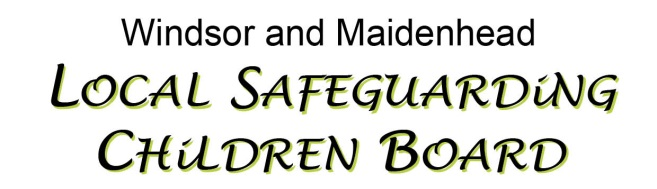 Windsor and Maidenhead
LOCAL SAFEGUARDiNG
CHiLDREN BOARD